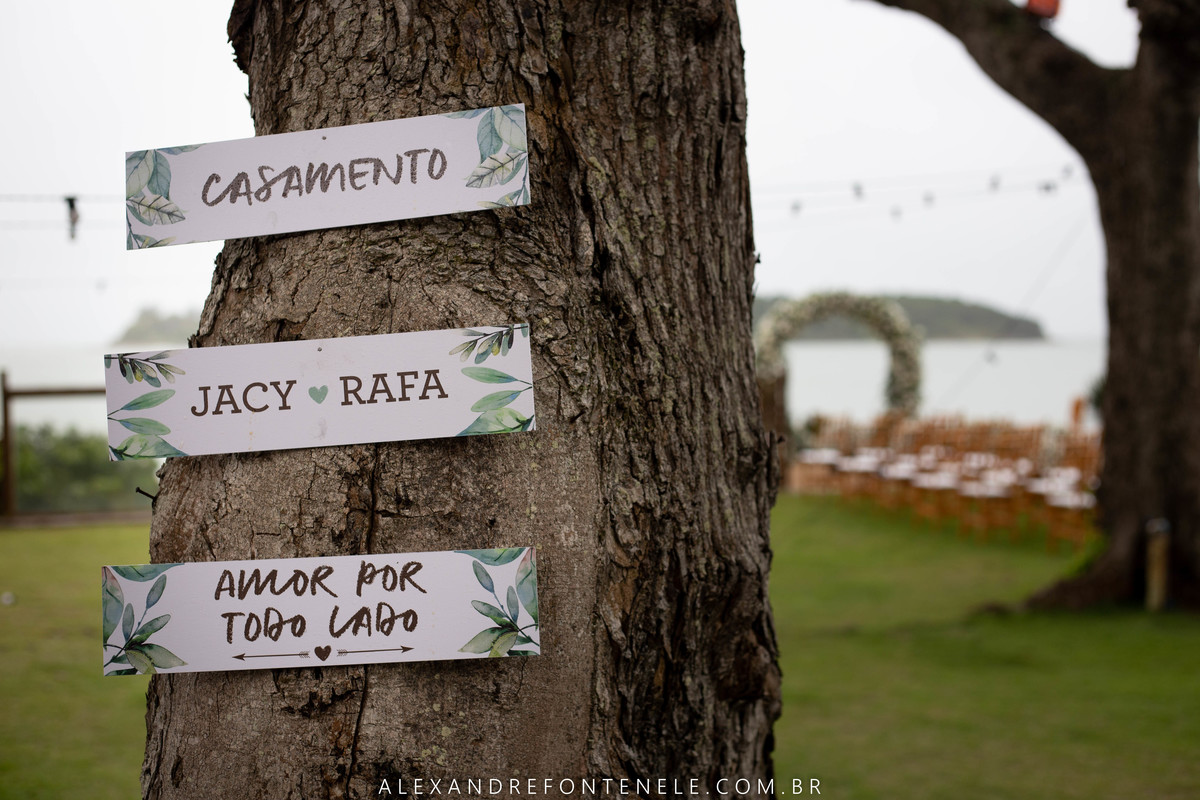 CASAMENTO
JACY RAFA
AMOR POR
TODO LADO
ALEXANDREFONTENELE.COM.BR